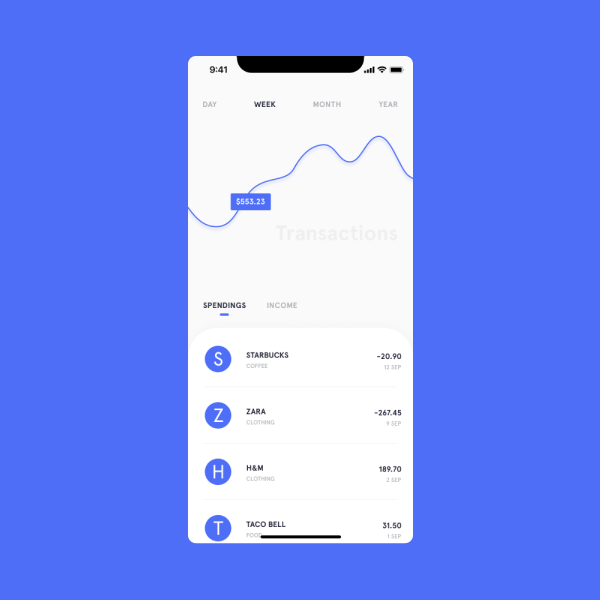 9:41
DAY WEEK MONTH YEAR
$553.23
Transactions
SPENDINGS INCOME
S STARBUCKS -20.90
COFFEE 12 SEP
Z ZARA -267.45
CLOTHING 9 SEP
H H&M 189.70
CLOTHING 2 SEP
T TACO BELL 31.50
FOOD 1 SEP